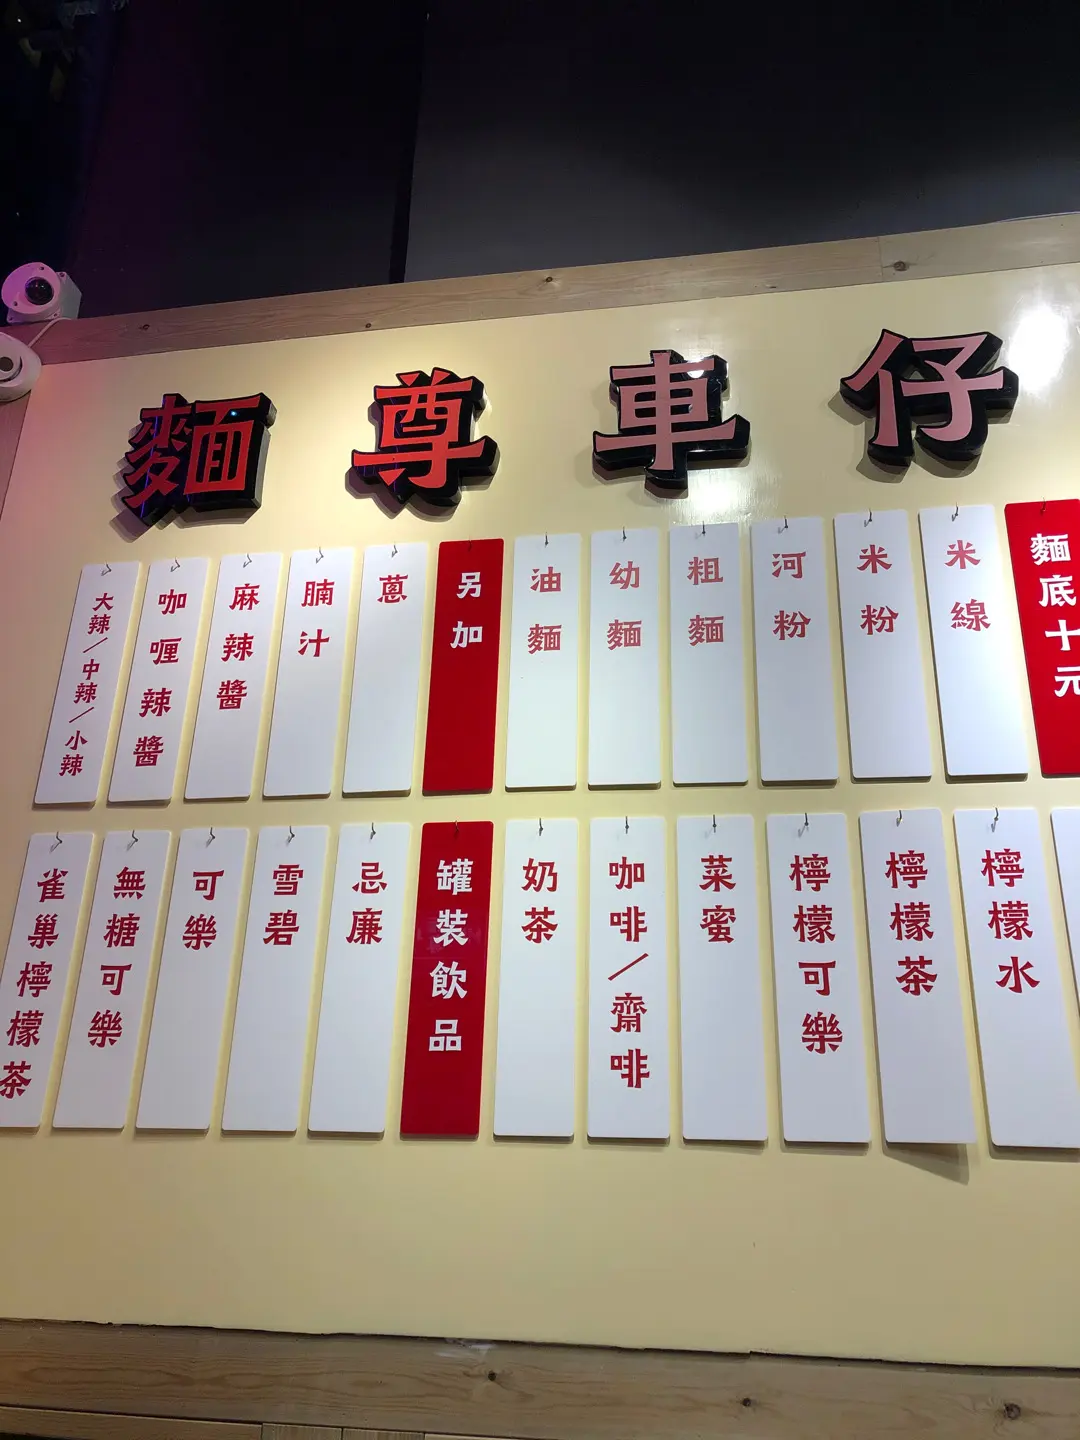 仔車尊麵
麵底十元
米線
米粉
河粉
粗麵
幼麵
油麵
另加
蔥
腩汁
麻辣醬
咖喱辣醬
大辣／中辣／小辣
檸檬水
檸檬茶
檸檬可樂
菜蜜
咖啡／齋啡
奶茶
罐裝飲品
忌廉
雪碧
可樂
無糖可樂
雀巢檸檬茶